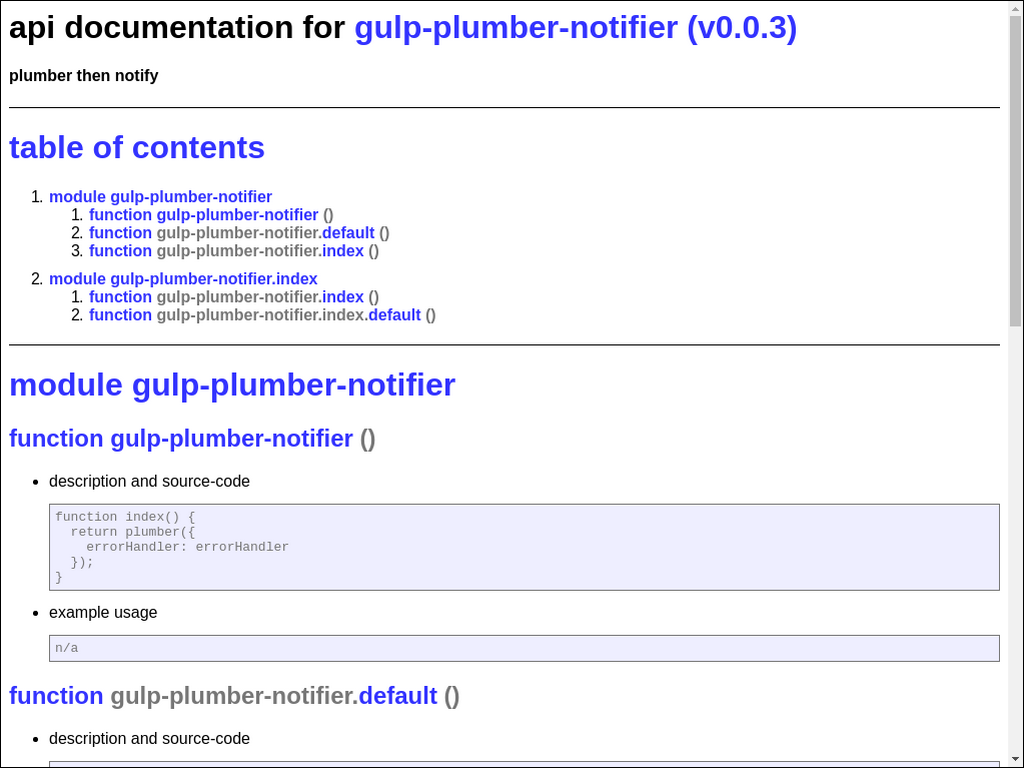 api documentation for gulp-plumber-notifier (v0.0.3)
plumber then notify
table of contents
1. module gulp-plumber-notifier
1. function gulp-plumber-notifier ()
2. function gulp-plumber-notifier.default ()
3. function gulp-plumber-notifier.index ()
2. module gulp-plumber-notifier.index
1. function gulp-plumber-notifier.index ()
2. function gulp-plumber-notifier.index.default ()
module gulp-plumber-notifier
function gulp-plumber-notifier ()
• description and source-code
function index() {
  return plumber({
    errorHandler: errorHandler
  });
}
• example usage
n/a
function gulp-plumber-notifier.default ()
• description and source-code